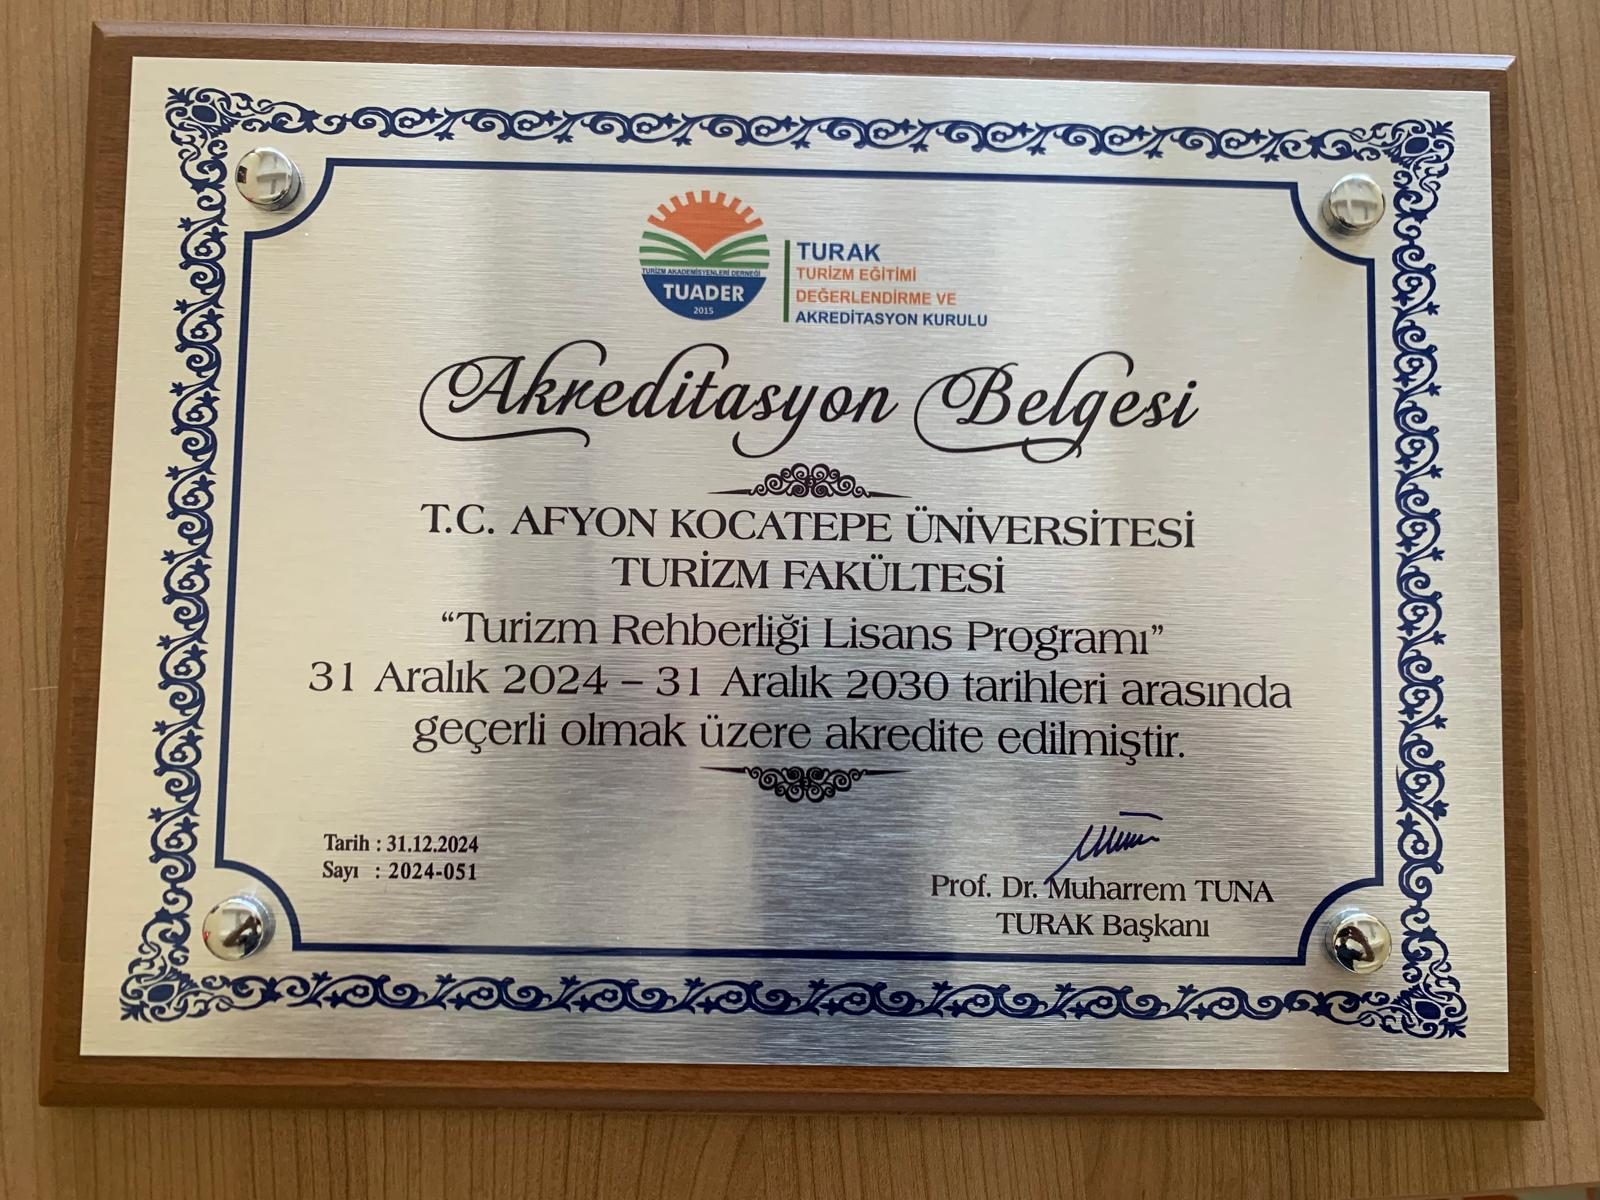 TURİZM AKADEMİSYENLERİ DERNEĞİ
TUADER
2015
TURAK
TURİZM EĞİTİMİ
DEĞERLENDİRME VE
AKREDİTASYON KURULU
Akreditasyon Belgesi
T.C. AFYON KOCATEPE ÜNİVERSİTESİ
TURİZM FAKÜLTESİ
“Turizm Rehberliği Lisans Programı”
31 Aralık 2024 – 31 Aralık 2030 tarihleri arasında
geçerli olmak üzere akredite edilmiştir.
Tarih : 31.12.2024
Sayı : 2024-051
Prof. Dr. Muharrem TUNA
TURAK Başkanı